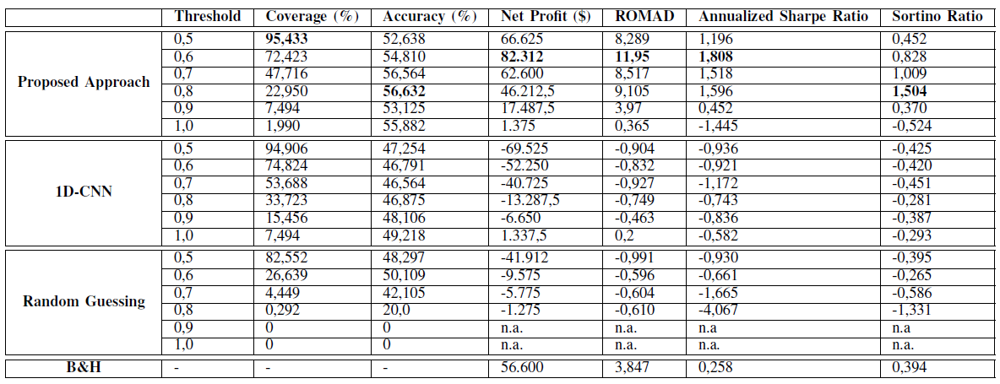 Threshold Coverage (%) Accuracy (%) Net Profit ($) ROMAD Annualized Sharpe Ratio Sortino Ratio
Proposed Approach
0,5 95,433 52,638 66.625 8,289 1,196 0,452
0,6 72,423 54,810 82.312 11,95 1,808 0,828
0,7 47,716 56,564 62.600 8,517 1,518 1,009
0,8 22,950 56,632 46.212,5 9,105 1,596 1,504
0,9 7,494 53,125 17.487,5 3,97 0,452 0,370
1,0 1,990 55,882 1.375 0,365 -1,445 -0,524
1D-CNN
0,5 94,906 47,254 -69.525 -0,904 -0,936 -0,425
0,6 74,824 46,791 -52.250 -0,832 -0,921 -0,420
0,7 53,688 46,564 -40.725 -0,927 -1,172 -0,451
0,8 33,723 46,875 -13.287,5 -0,749 -0,743 -0,281
0,9 15,456 48,106 -6.650 -0,463 -0,836 -0,387
1,0 7,494 49,218 1.337,5 0,2 -0,582 -0,293
Random Guessing
0,5 82,552 48,297 -41.912 -0,991 -0,930 -0,395
0,6 26,639 50,109 -9.575 -0,596 -0,661 -0,265
0,7 4,449 42,105 -5.775 -0,604 -1,665 -0,586
0,8 0,292 20,0 -1.275 -0,610 -4,067 -1,331
0,9 0 0 n.a. n.a. n.a n.a
1,0 0 0 n.a. n.a. n.a. n.a.
B&H - - - 56.600 3,847 0,258 0,394